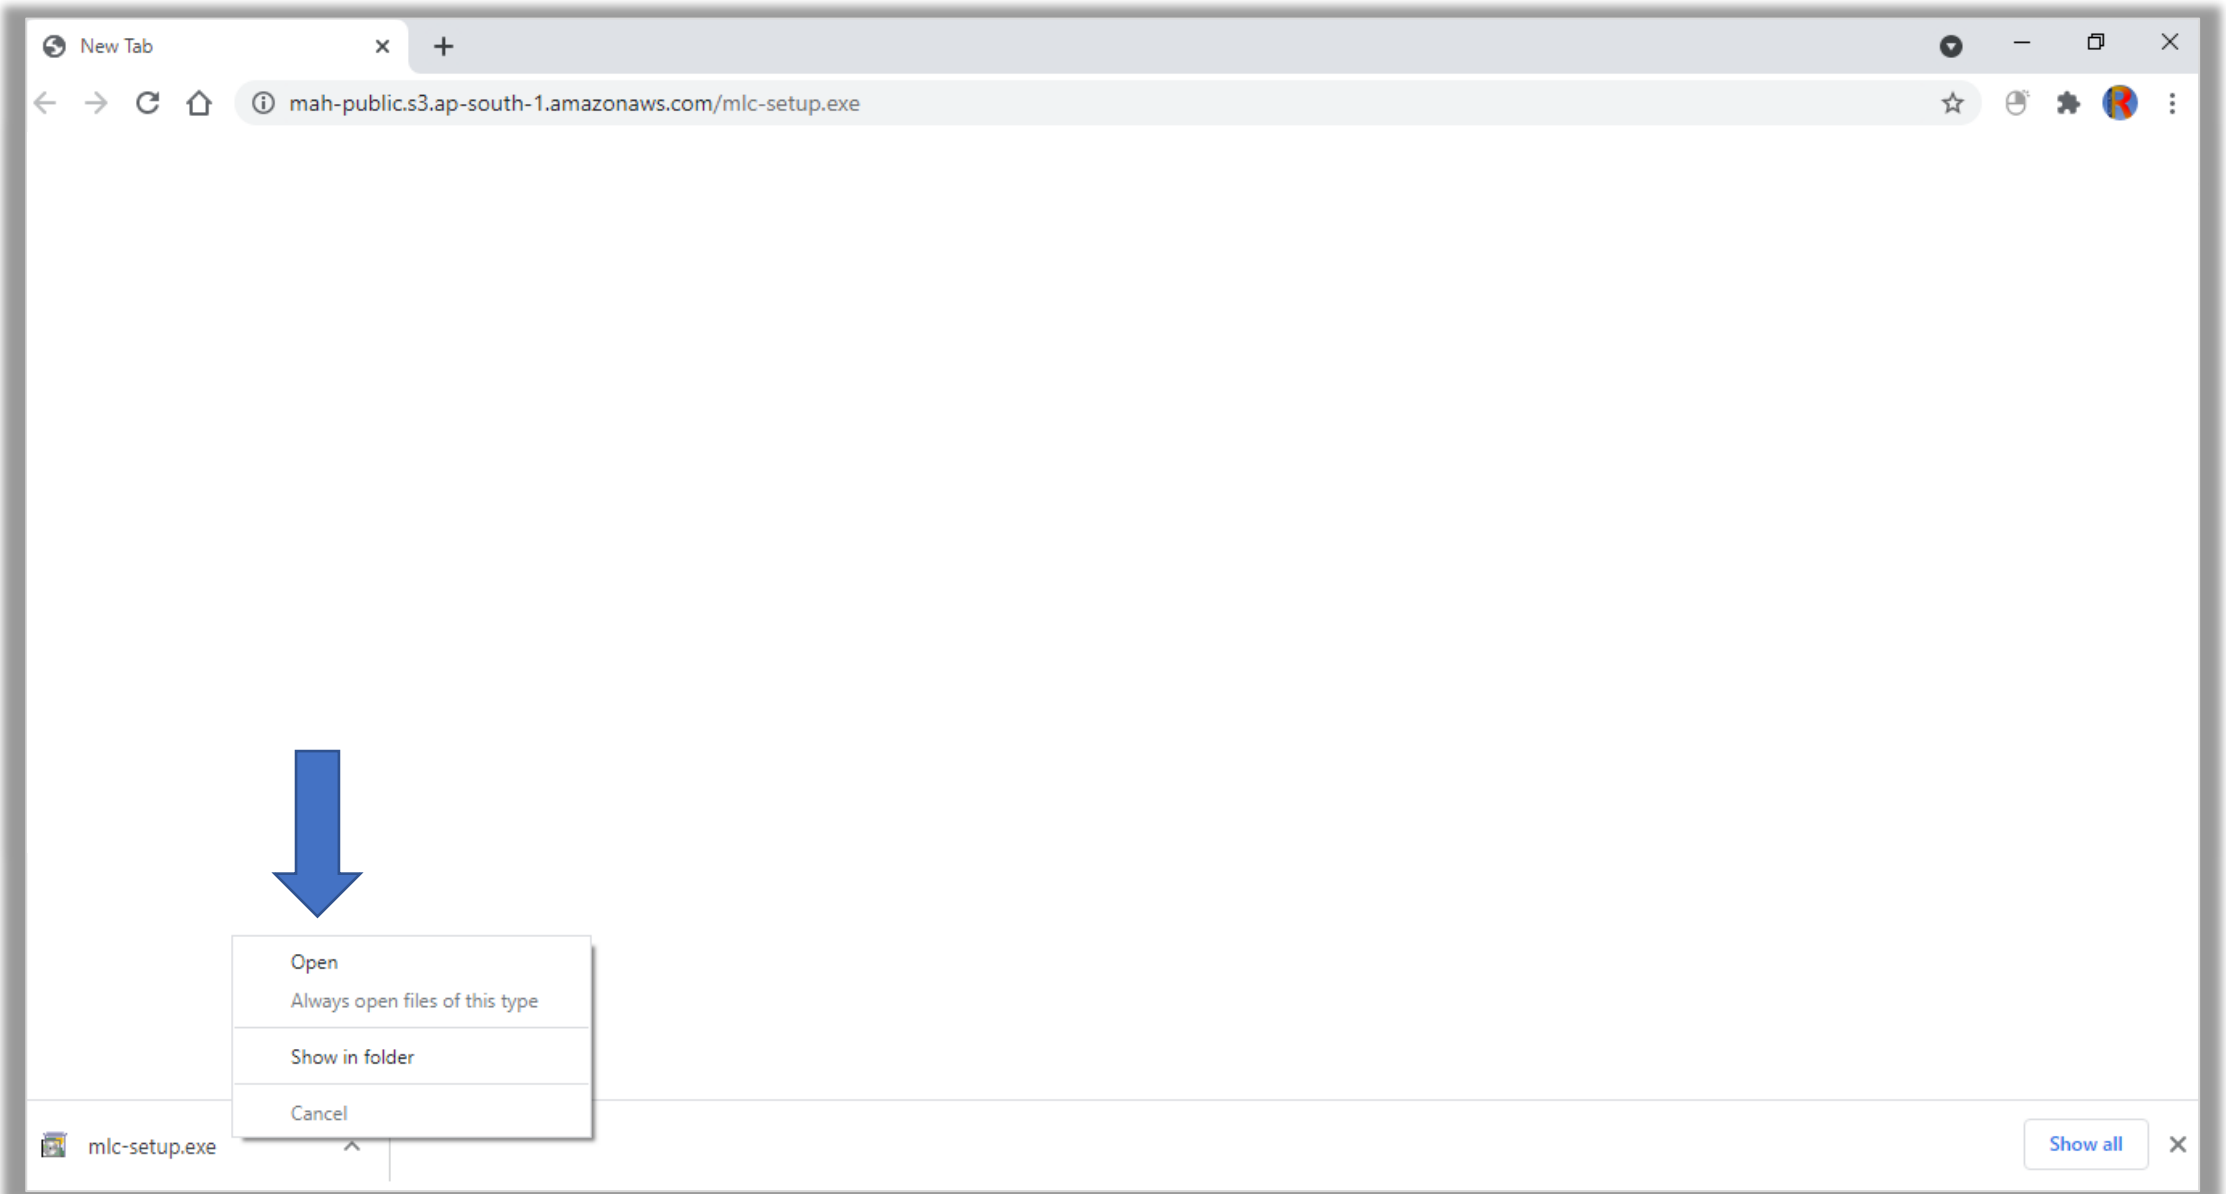 New Tab
mah-public.s3.ap-south-1.amazonaws.com/mlc-setup.exe
R
Open
Always open files of this type
Show in folder
Cancel
mlc-setup.exe
Show all